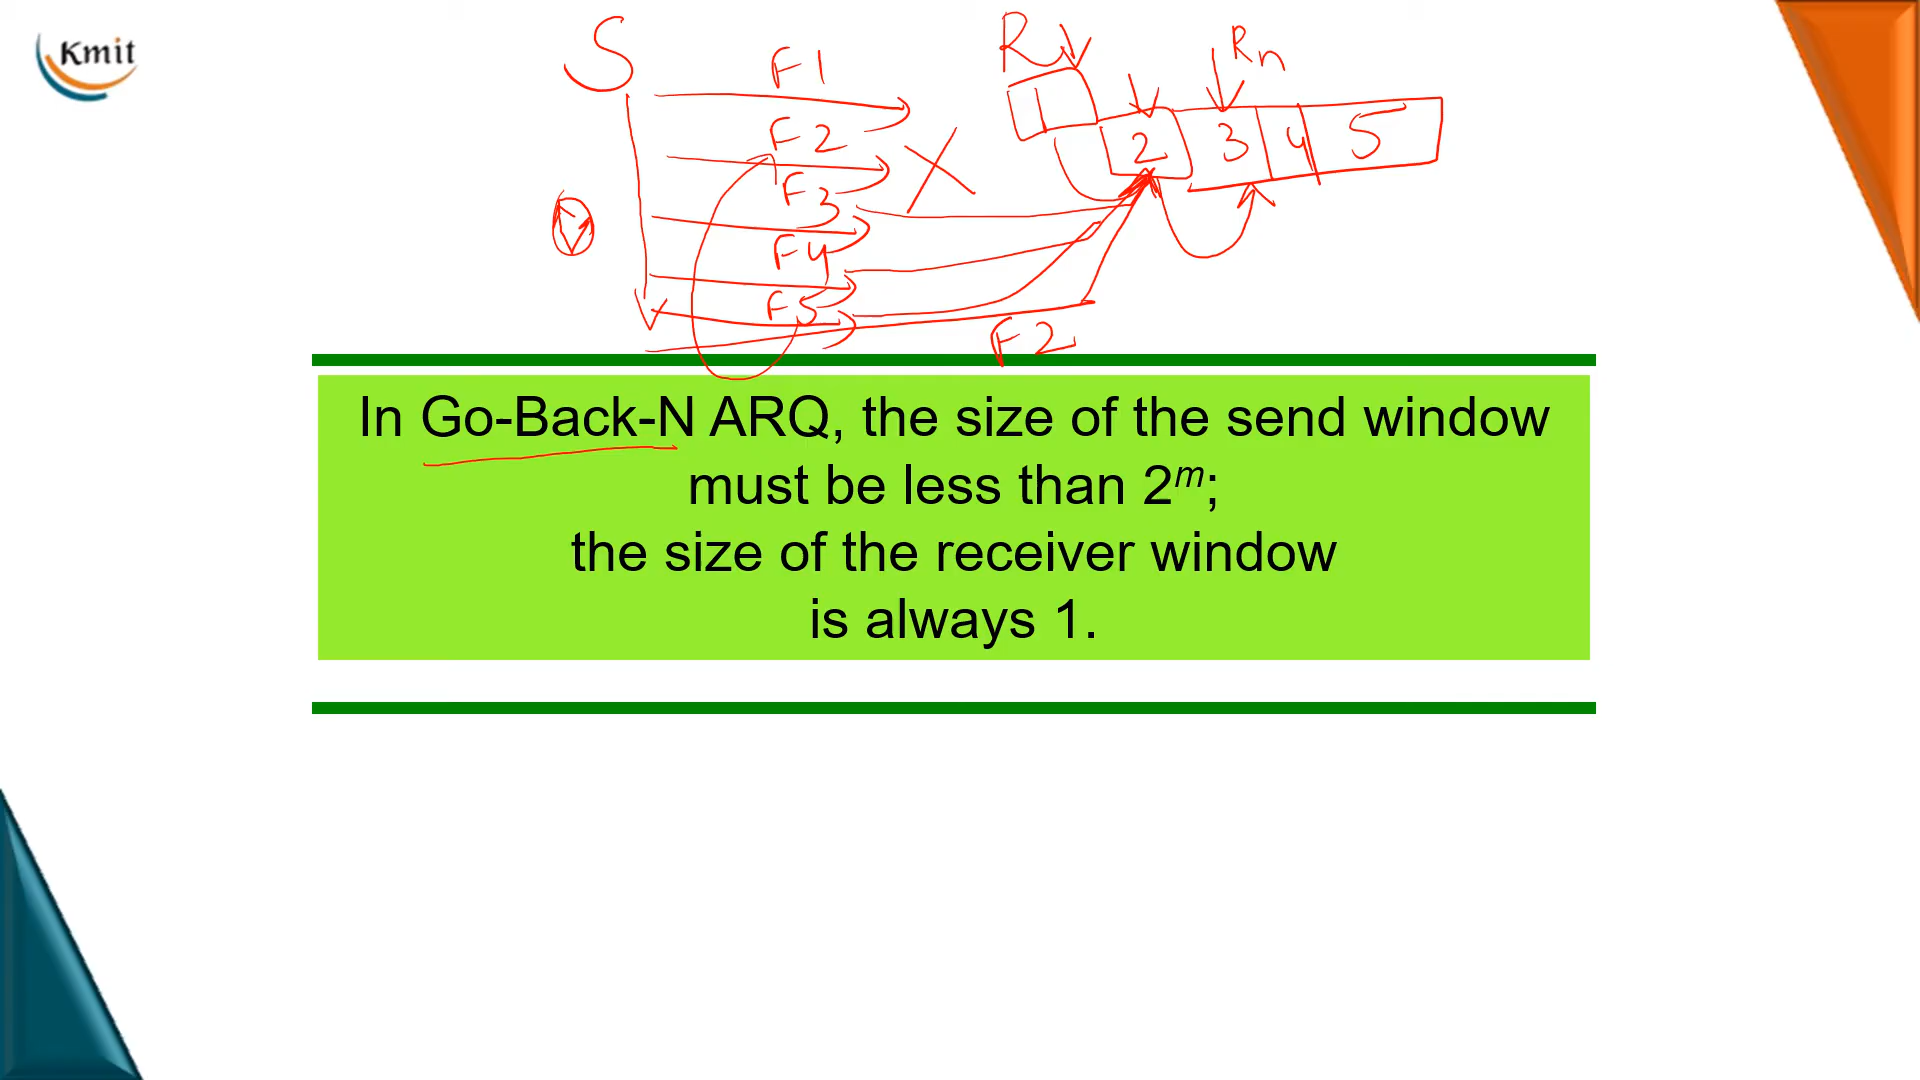 Kmit
S
R
Rn
F1
1
2
3
4
5
F2
F3
F4
F5
F2
In Go-Back-N ARQ, the size of the send window
must be less than 2ᵐ;
the size of the receiver window
is always 1.